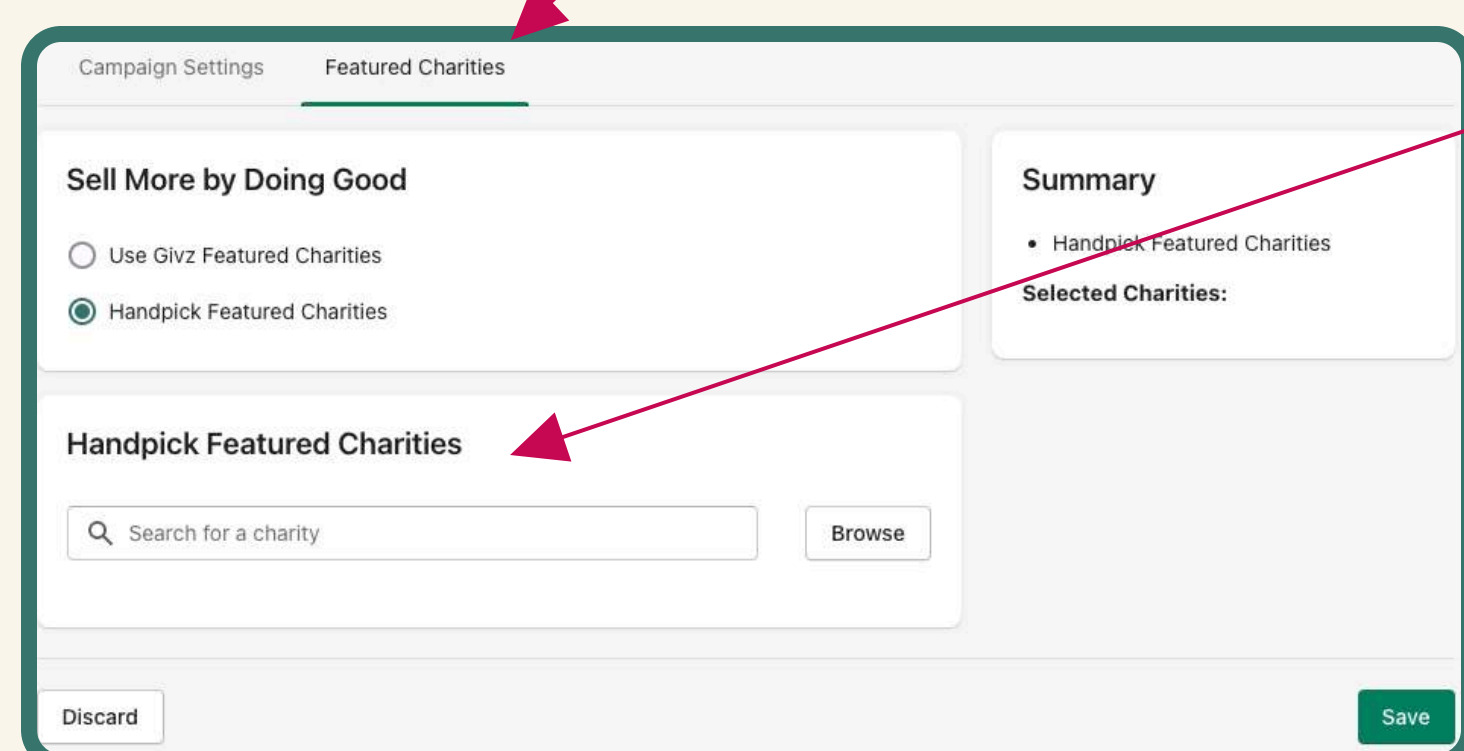 Campaign Settings
Featured Charities
Sell More by Doing Good
Use Givz Featured Charities
Handpick Featured Charities
Summary
Handpick Featured Charities
Selected Charities:
Handpick Featured Charities
Search for a charity
Browse
Discard
Save